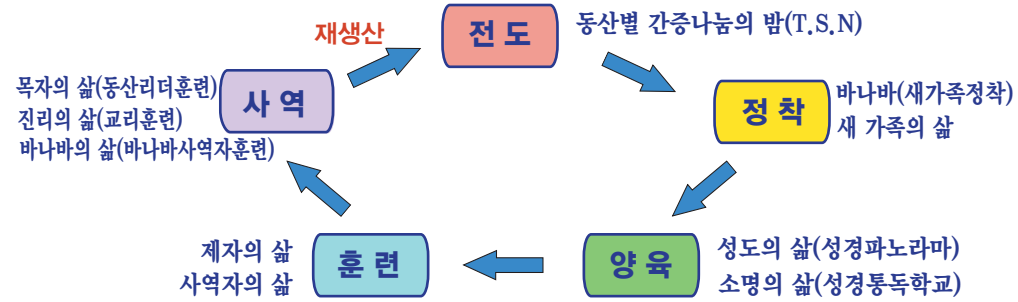 재생산
전 도
동산별 간증나눔의 밤(T.S.N)
정 착
바나바(새가족정착)
새 가족의 삶
양 육
성도의 삶(성경파노라마)
소명의 삶(성경통독학교)
훈 련
제자의 삶
사역자의 삶
사 역
목자의 삶(동산리더훈련)
진리의 삶(교리훈련)
바나바의 삶(바나바사역자훈련)